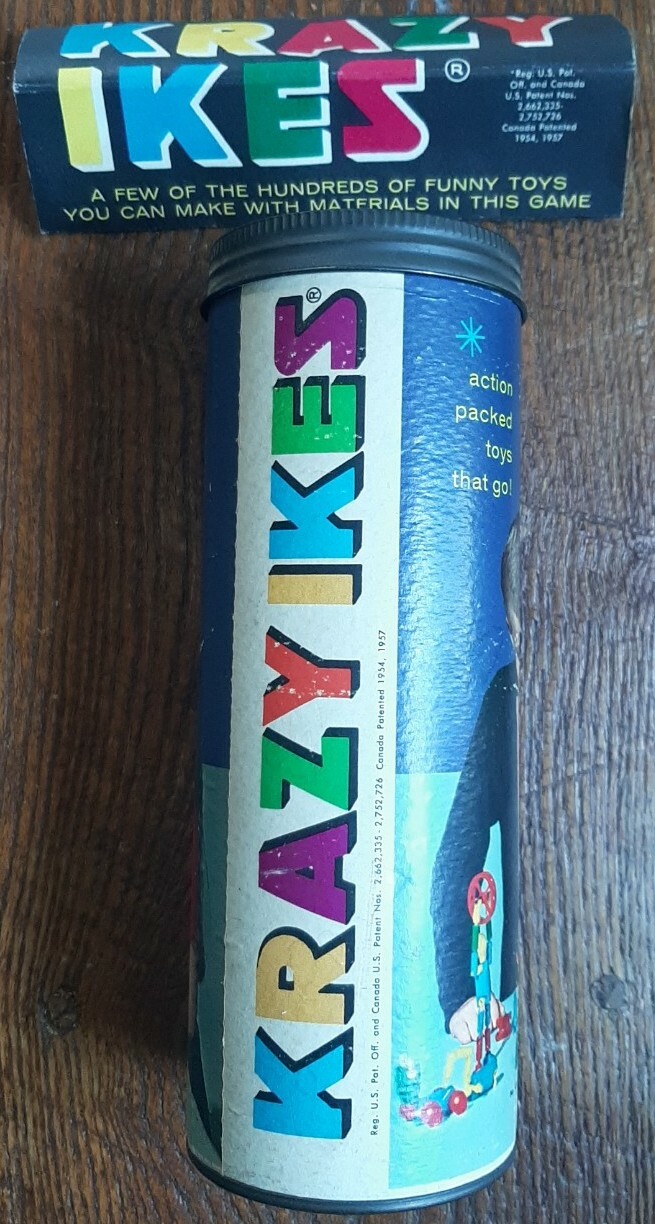 KRAZY
IKES®
*Reg. U.S. Pat.
Off. and Canada
U.S. Patent Nos.
2,662,335-
2,752,726
Canada Patented
1954, 1957
A FEW OF THE HUNDREDS OF FUNNY TOYS
YOU CAN MAKE WITH MATERIALS IN THIS GAME
KRAZY IKES®
Reg. U.S. Pat. Off. and Canada U.S. Patent Nos. 2,662,335-2,752,726 Canada Patented 1954, 1957
action
packed
toys
that go!